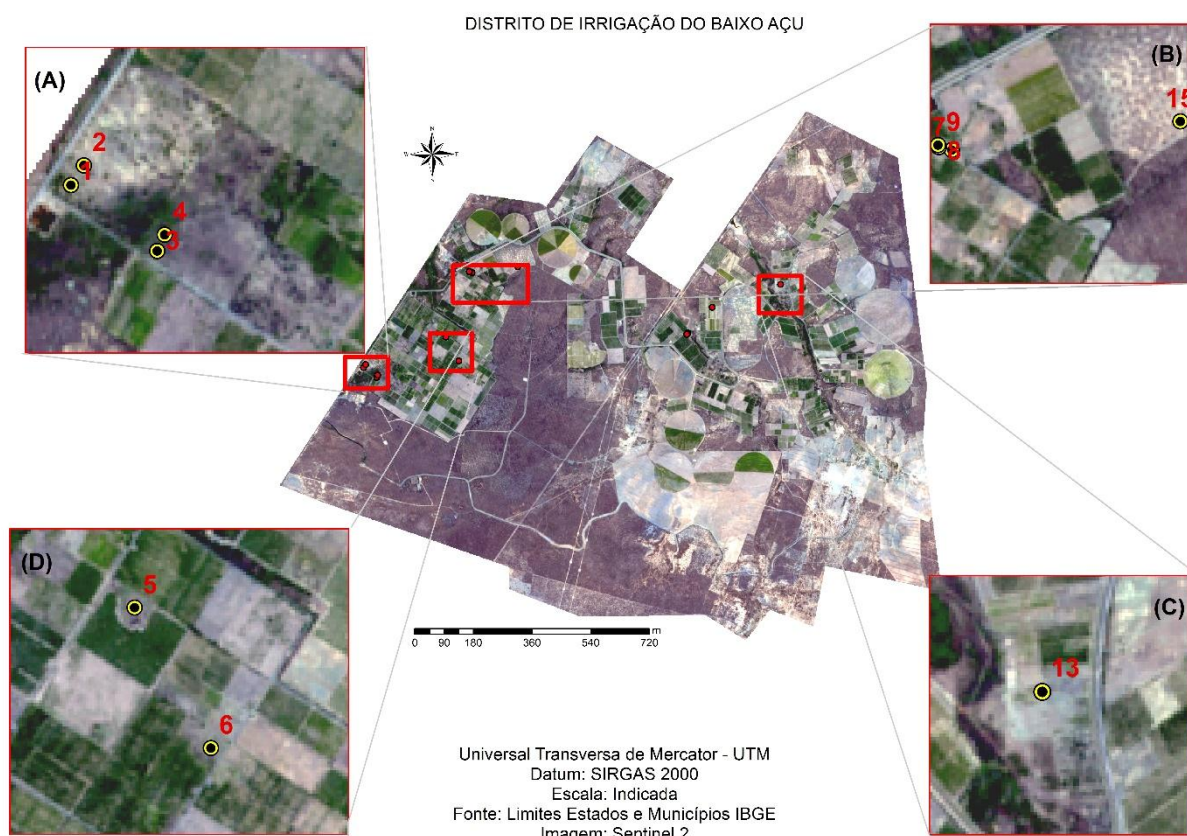 DISTRITO DE IRRIGAÇÃO DO BAIXO AÇU
(A)
2
1
4
3
(B)
15
9
7
8
N
W
S
(D)
5
6
(C)
13
0 90 180 360 540 720 m
Universal Transversa de Mercator - UTM
Datum: SIRGAS 2000
Escala: Indicada
Fonte: Limites Estados e Municípios IBGE
Imagem: Sentinel 2